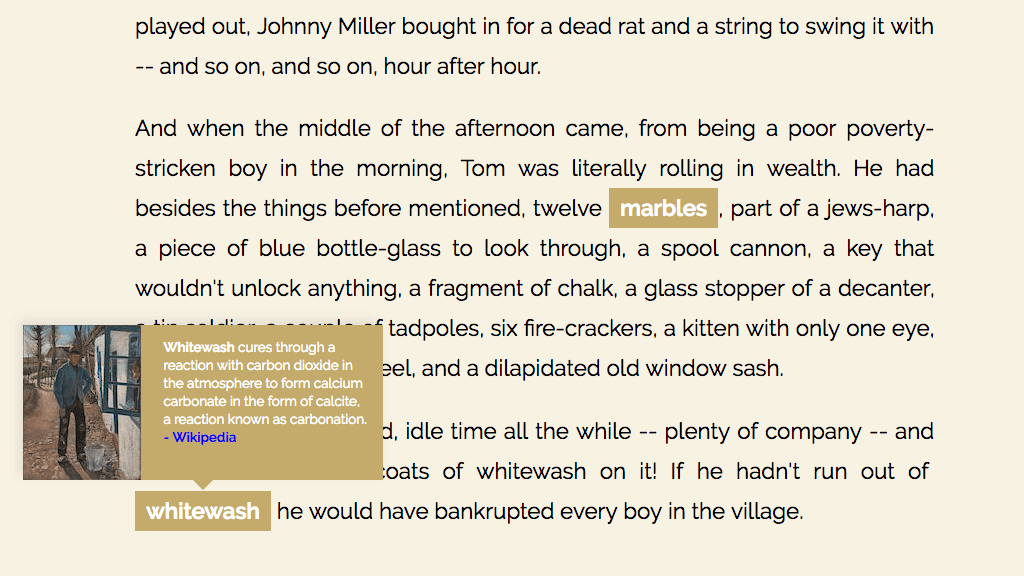 played out, Johnny Miller bought in for a dead rat and a string to swing it with
-- and so on, and so on, hour after hour.
And when the middle of the afternoon came, from being a poor poverty-
stricken boy in the morning, Tom was literally rolling in wealth. He had
besides the things before mentioned, twelve marbles , part of a jews-harp,
a piece of blue bottle-glass to look through, a spool cannon, a key that
wouldn't unlock anything, a fragment of chalk, a glass stopper of a decanter,
tadpoles, six fire-crackers, a kitten with only one eye,
eel, and a dilapidated old window sash.
Whitewash cures through a
reaction with carbon dioxide in
the atmosphere to form calcium
carbonate in the form of calcite,
a reaction known as carbonation.
- Wikipedia
d, idle time all the while -- plenty of company -- and
coats of whitewash on it! If he hadn't run out of
whitewash he would have bankrupted every boy in the village.